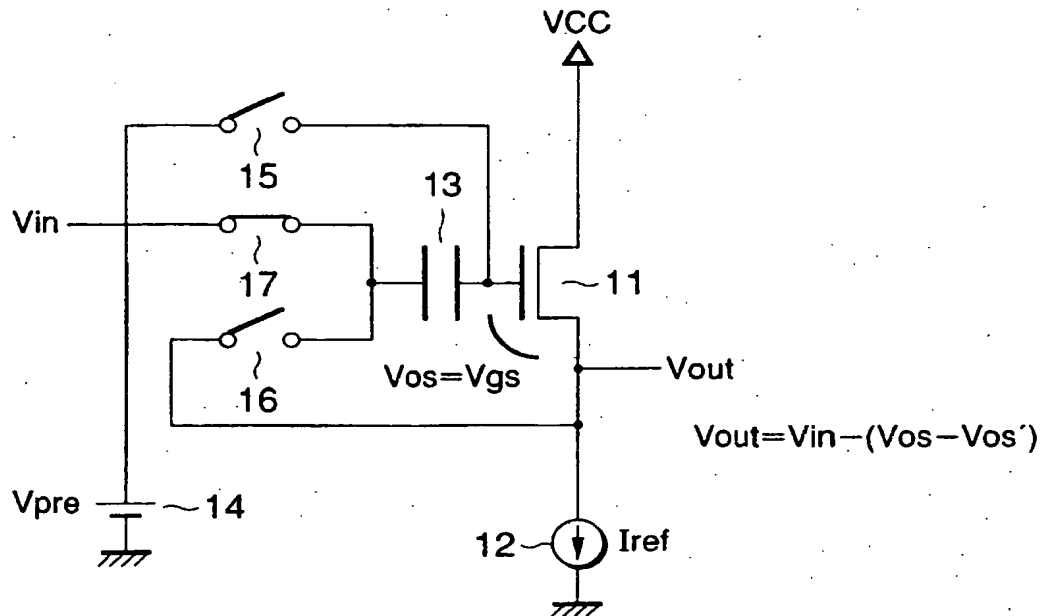 VCC
15
13
Vin
17
11
Vos=Vgs
Vout
16
Vout=Vin−(Vos−Vos´)
Vpre
14
12
Iref